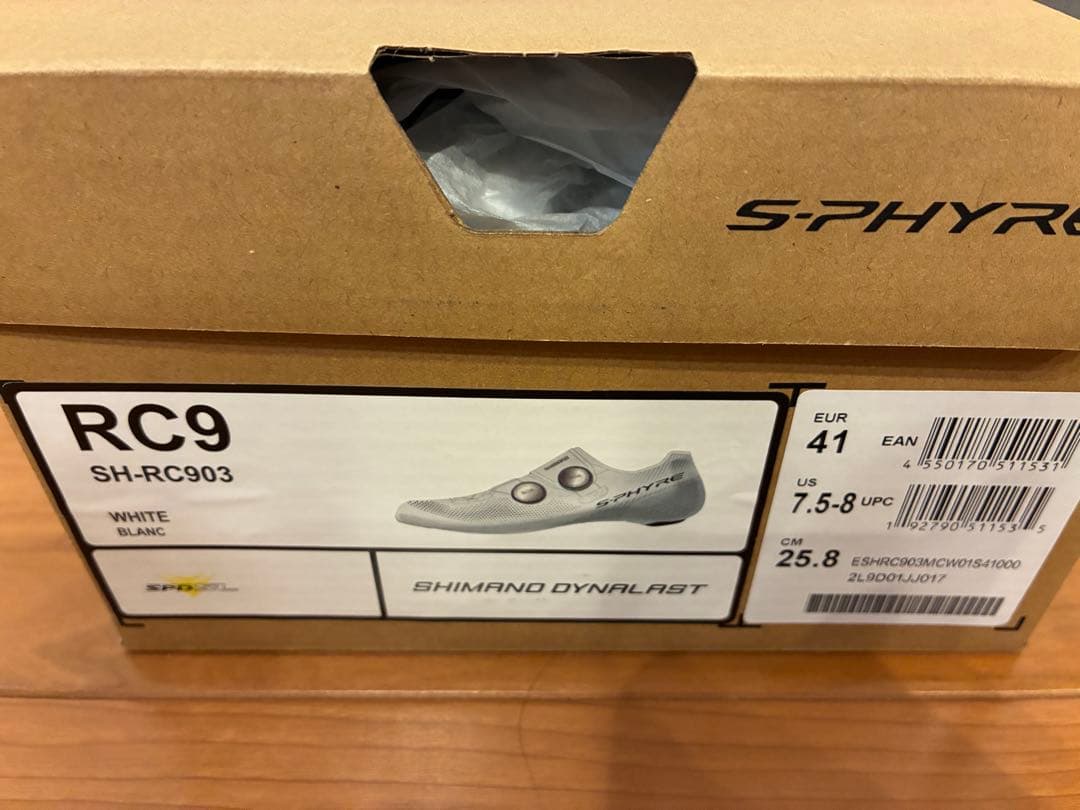 S-PHYRE
RC9
SH-RC903
WHITE
BLANC
S-PHYRE
SHIMANO DYNALAST
EUR
41
EAN
4 550170 511531
US
7.5-8
UPC
1 92790 51153 5
CM
25.8
ESHRC903MCW01S41000
2L9D01JJ017